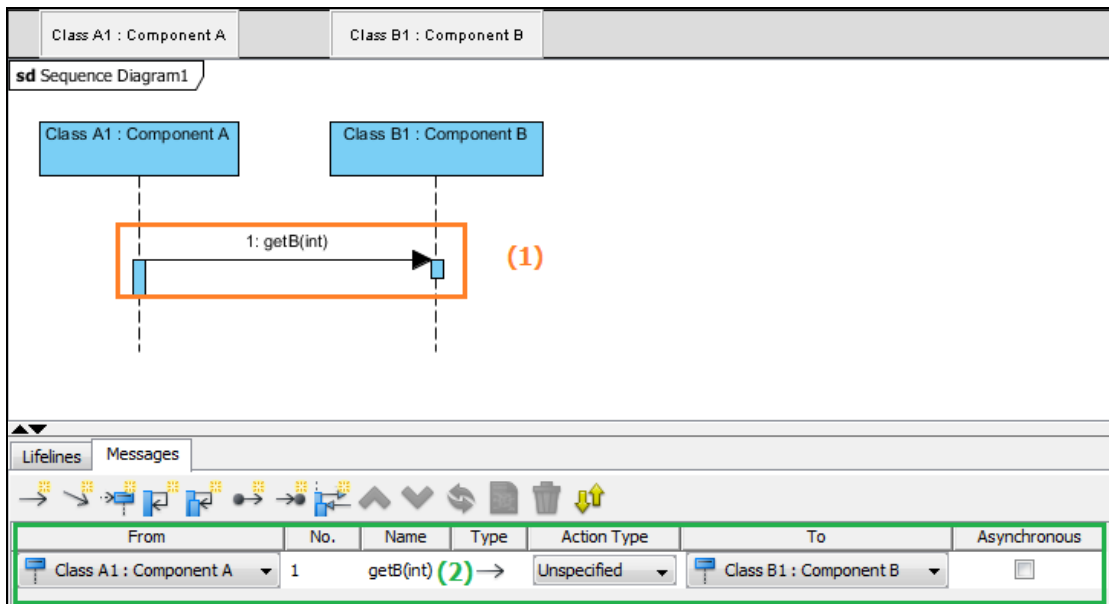 Class A1 : Component A Class B1 : Component B
sd Sequence Diagram1
Class A1 : Component A Class B1 : Component B
1: getB(int)
(1)
Lifelines Messages
From No. Name Type Action Type To Asynchronous
Class A1 : Component A 1 getB(int) (2) Unspecified Class B1 : Component B